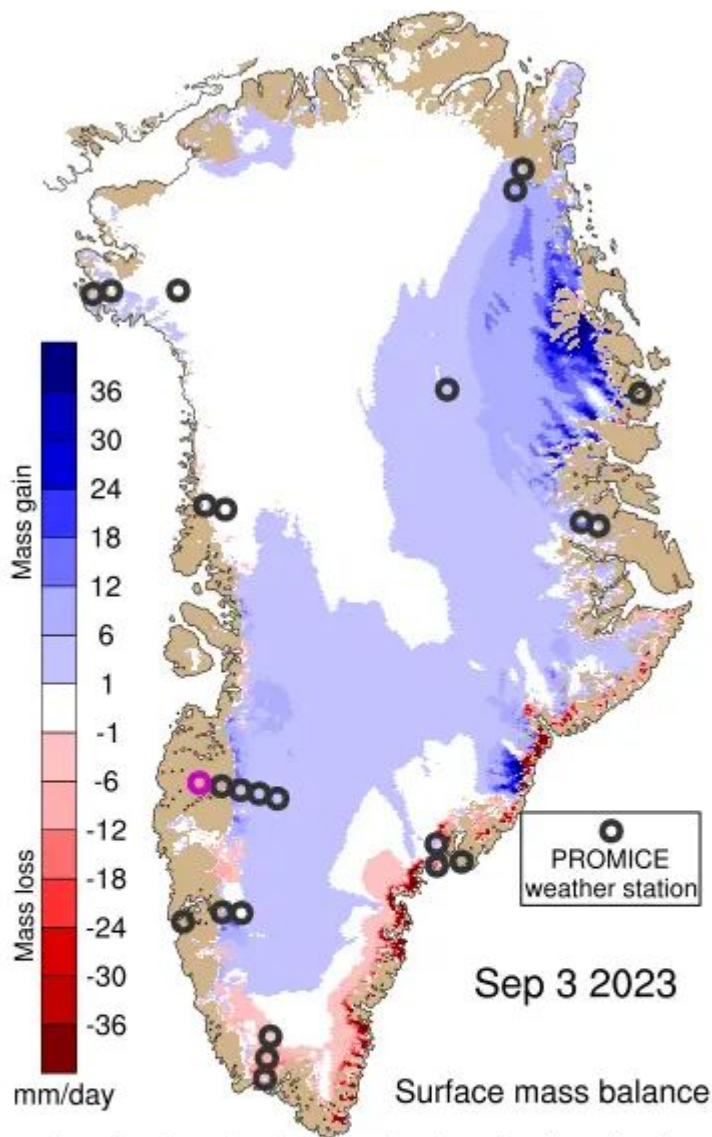 36
30
24
18
12
6
1
-1
-6
-12
-18
-24
-30
-36
Mass gain
Mass loss
mm/day
PROMICE
weather station
Sep 3 2023
Surface mass balance